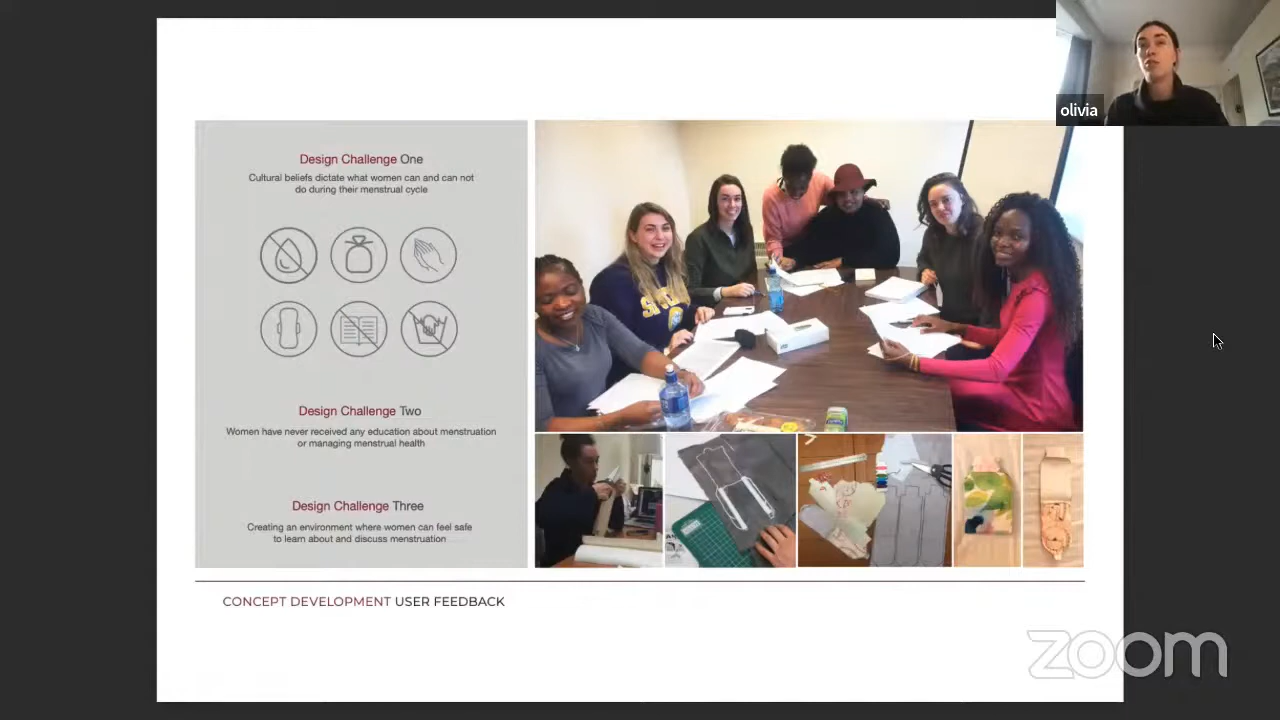 olivia
Design Challenge One
Cultural beliefs dictate what women can and can not
do during their menstrual cycle
Design Challenge Two
Women have never received any education about menstruation
or managing menstrual health
Design Challenge Three
Creating an environment where women can feel safe
to learn about and discuss menstruation
CONCEPT DEVELOPMENT USER FEEDBACK
zoom